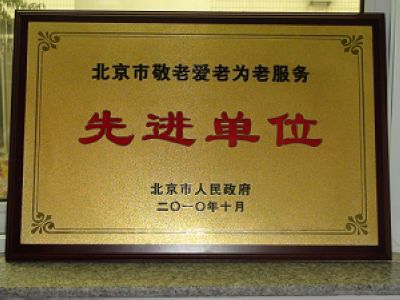 北京市敬老爱老为老服务
先进单位
北京市人民政府
二〇一〇年十月